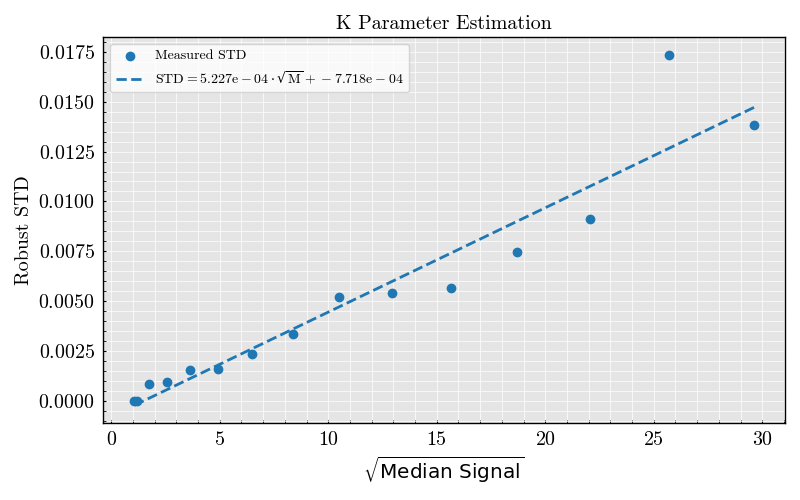 K Parameter Estimation
Measured STD
STD = 5.227e − 04 · √M + −7.718e − 04
0.0175
0.0150
0.0125
0.0100
0.0075
0.0050
0.0025
0.0000
Robust STD
0 5 10 15 20 25 30
√Median Signal